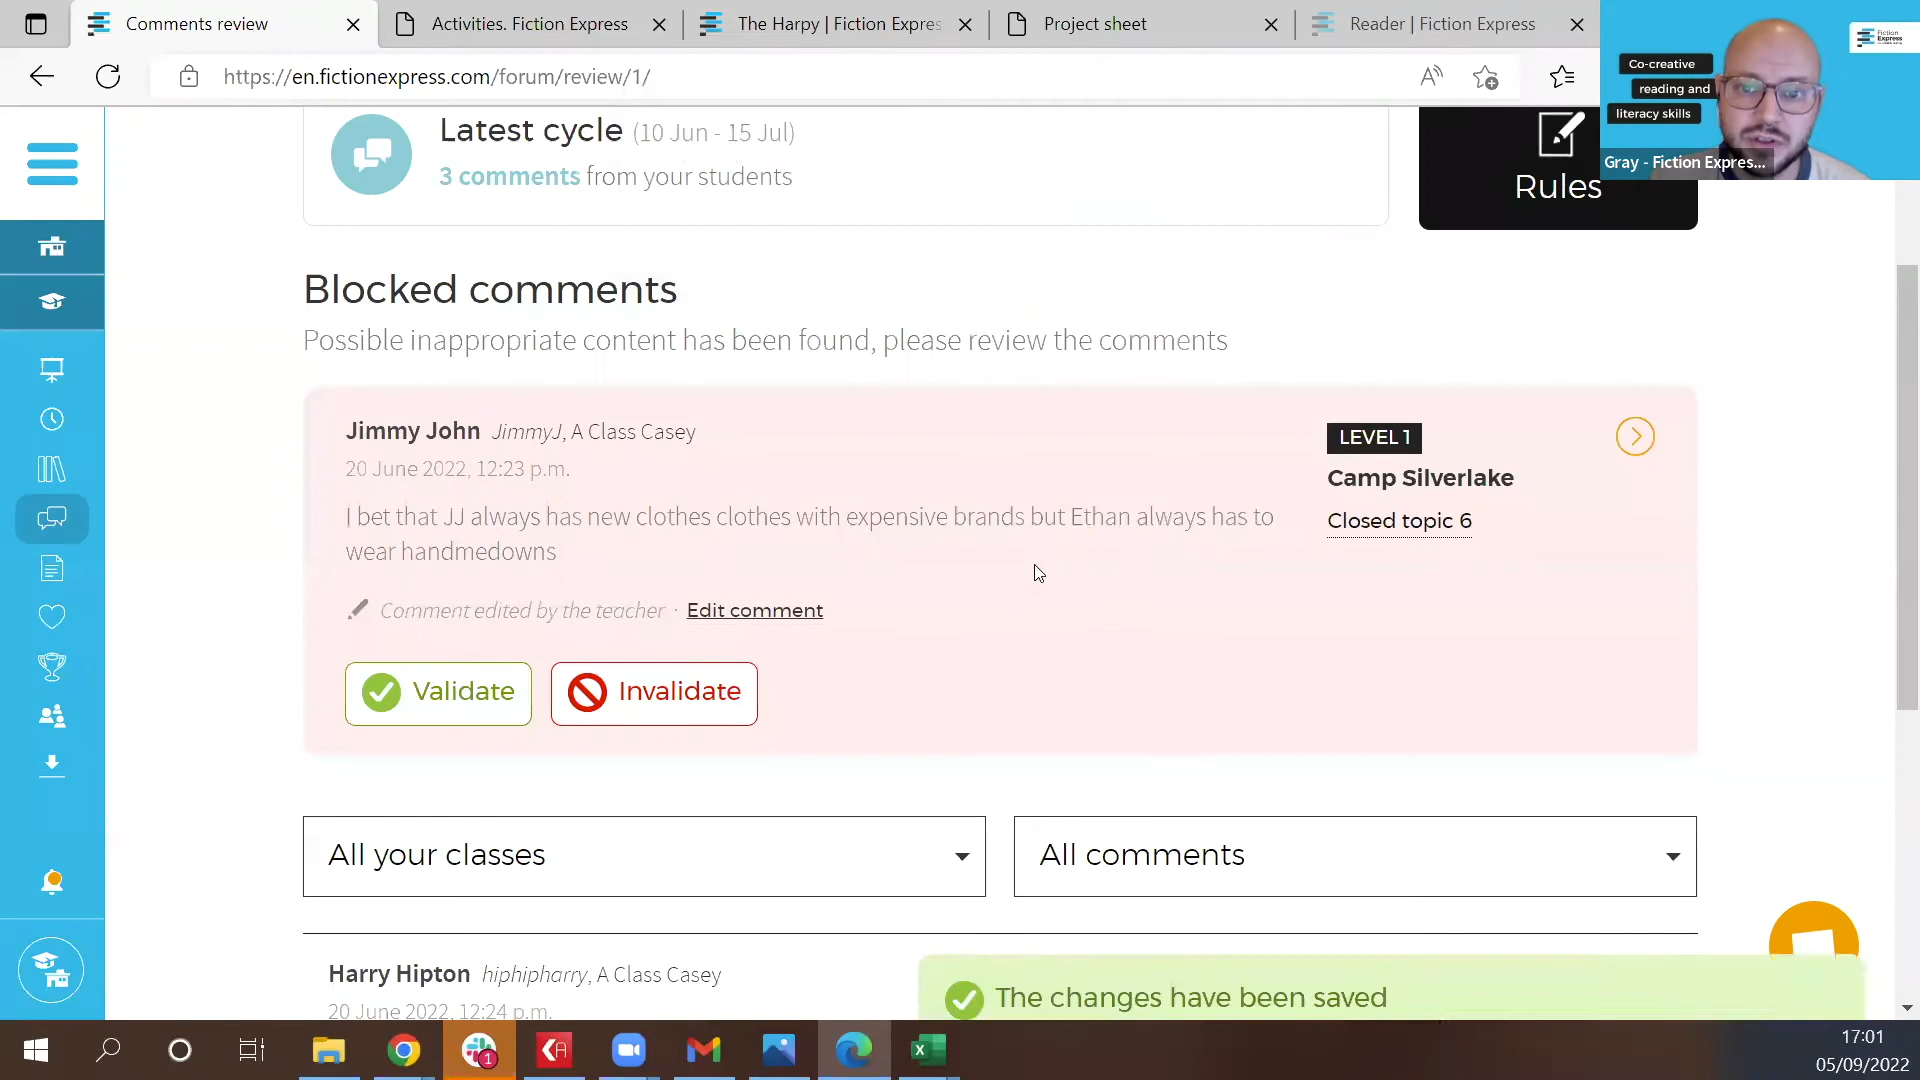 Comments review
Activities. Fiction Express
The Harpy | Fiction Expres
Project sheet
Reader | Fiction Express
https://en.fictionexpress.com/forum/review/1/
Fiction
Express
Co-creative
reading and
literacy skills
Gray - Fiction Expres...
Latest cycle (10 Jun - 15 Jul)
3 comments from your students
Rules
Blocked comments
Possible inappropriate content has been found, please review the comments
Jimmy John JimmyJ, A Class Casey
20 June 2022, 12:23 p.m.
I bet that JJ always has new clothes clothes with expensive brands but Ethan always has to
wear handmedowns
Comment edited by the teacher · Edit comment
LEVEL 1
Camp Silverlake
Closed topic 6
Validate
Invalidate
All your classes
All comments
Harry Hipton hiphipharry, A Class Casey
20 June 2022, 12:24 p.m.
The changes have been saved
1
17:01
05/09/2022